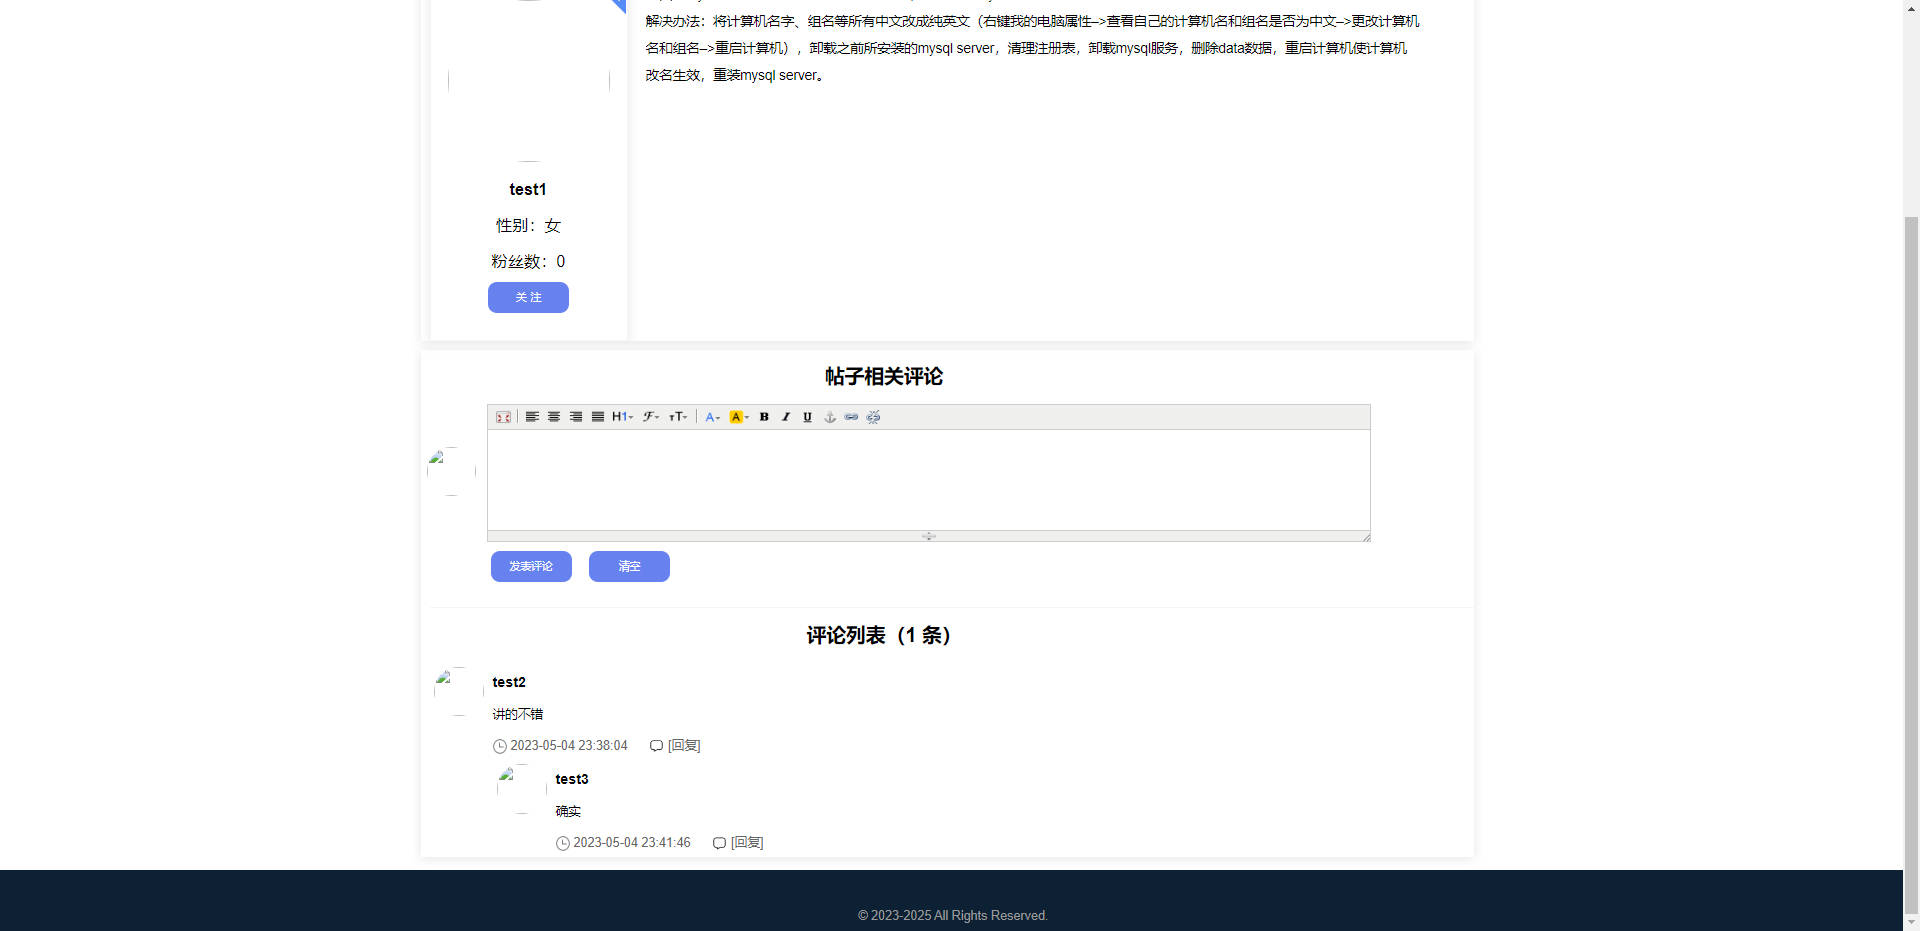 解决办法：将计算机名字、组名等所有中文改成纯英文（右键我的电脑属性–>查看自己的计算机名和组名是否为中文–>更改计算机
名和组名–>重启计算机），卸载之前所安装的mysql server，清理注册表，卸载mysql服务，删除data数据，重启计算机使计算机
改名生效，重装mysql server。
test1
性别：女
粉丝数：0
关 注
帖子相关评论
H1 F тT A A B I U
发表评论 清空
评论列表（1 条）
test2
讲的不错
2023-05-04 23:38:04 [回复]
test3
确实
2023-05-04 23:41:46 [回复]
© 2023-2025 All Rights Reserved.